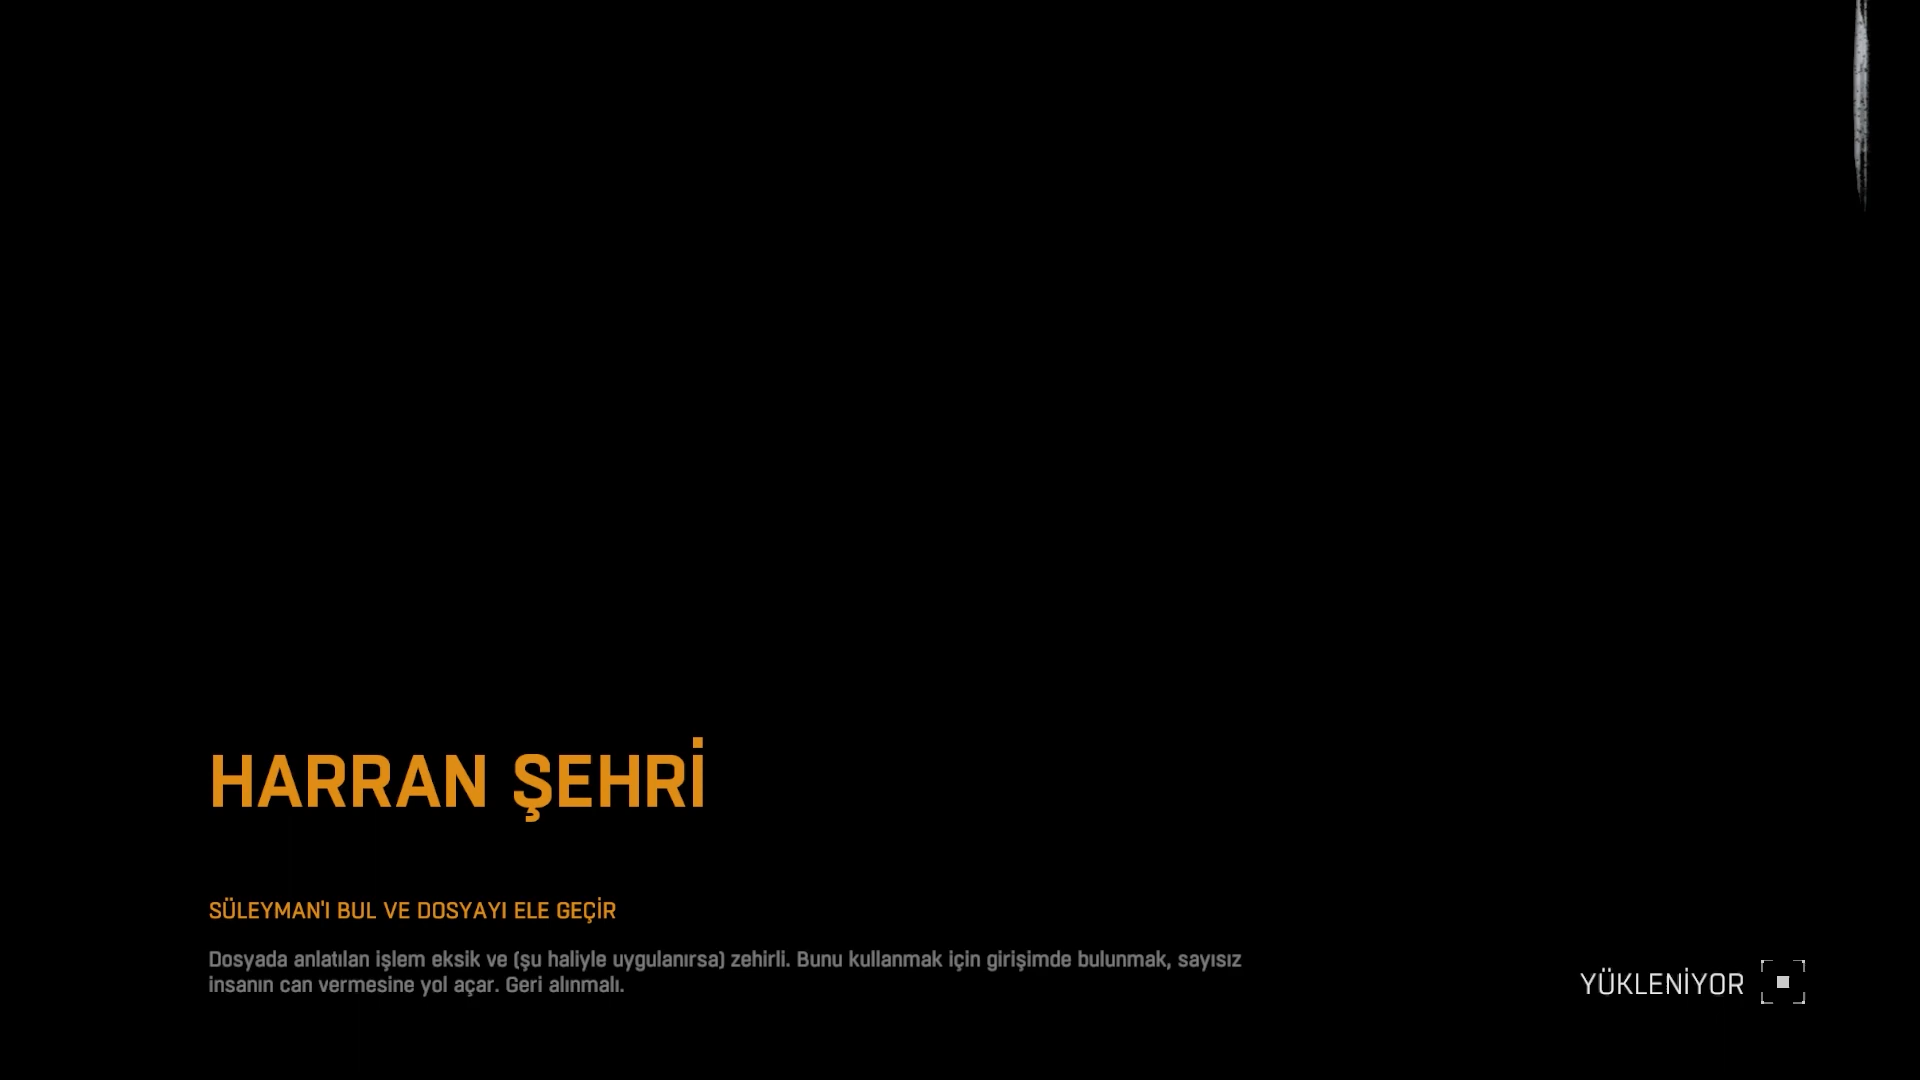 HARRAN ŞEHRİ
SÜLEYMAN'I BUL VE DOSYAYI ELE GEÇİR
Dosyada anlatılan işlem eksik ve (şu haliyle uygulanırsa) zehirli. Bunu kullanmak için girişimde bulunmak, sayısız
insanın can vermesine yol açar. Geri alınmalı.
YÜKLENİYOR